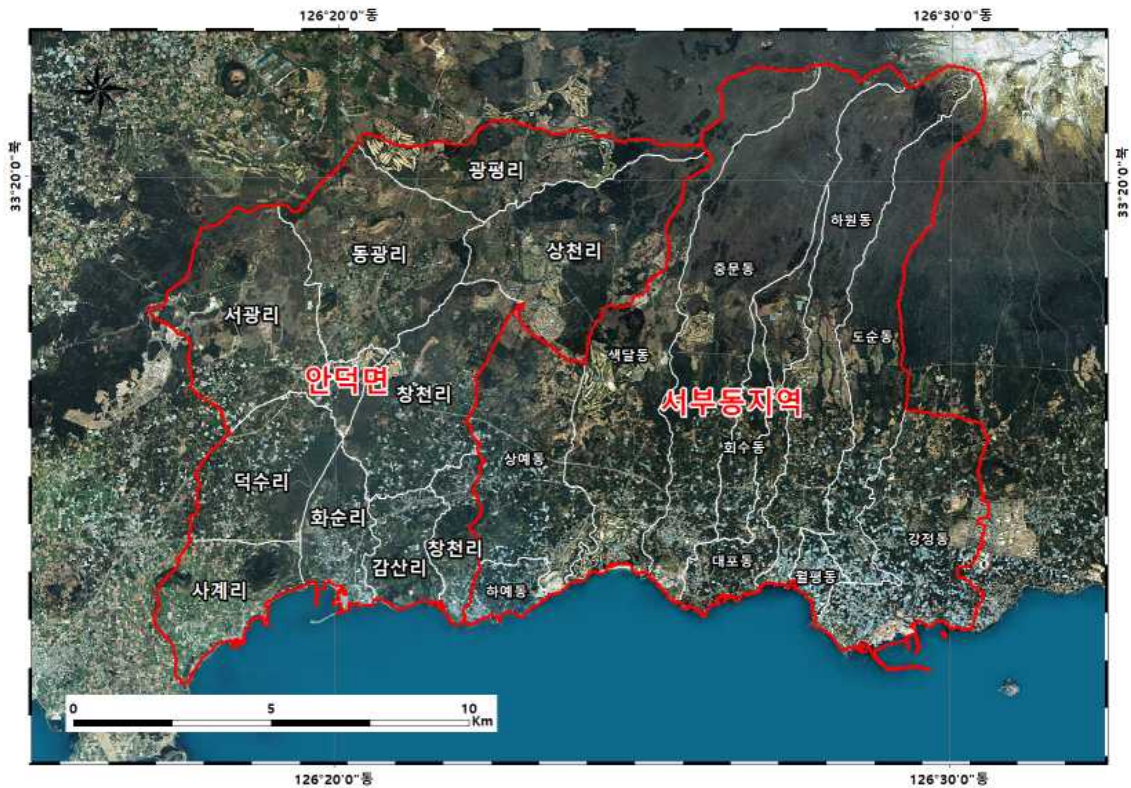 126°20'0"동
126°30'0"동
33°20'0"북
33°20'0"북
광평리
하원동
동광리
상천리
중문동
서광리
도순동
색달동
안덕면
창천리
서부동지역
회수동
상예동
덕수리
화순리
창천리
강정동
감산리
대포동
월평동
사계리
하예동
0
5
10
Km
126°20'0"동
126°30'0"동